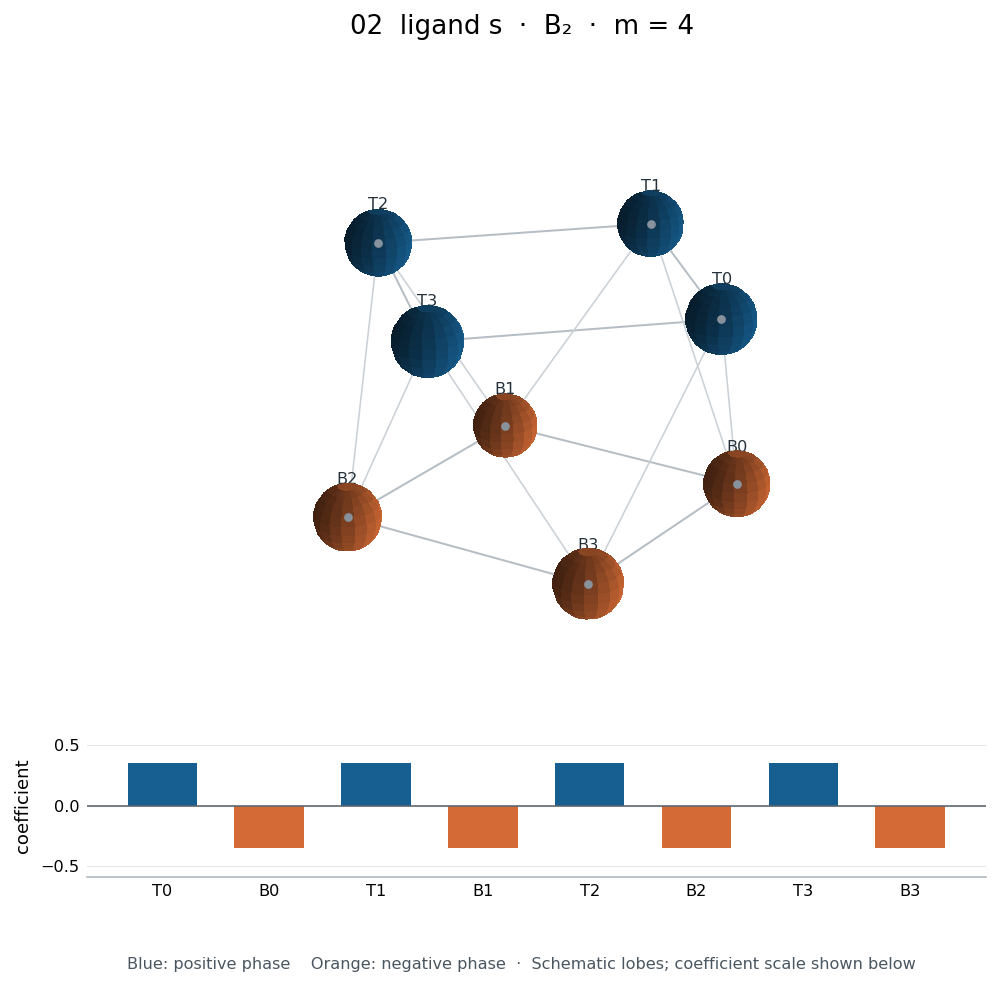 02 ligand s · B₂ · m = 4
T1
T2
T0
T3
B1
B0
B2
B3
0.5
0.0
−0.5
coefficient
T0 B0 T1 B1 T2 B2 T3 B3
Blue: positive phase Orange: negative phase · Schematic lobes; coefficient scale shown below